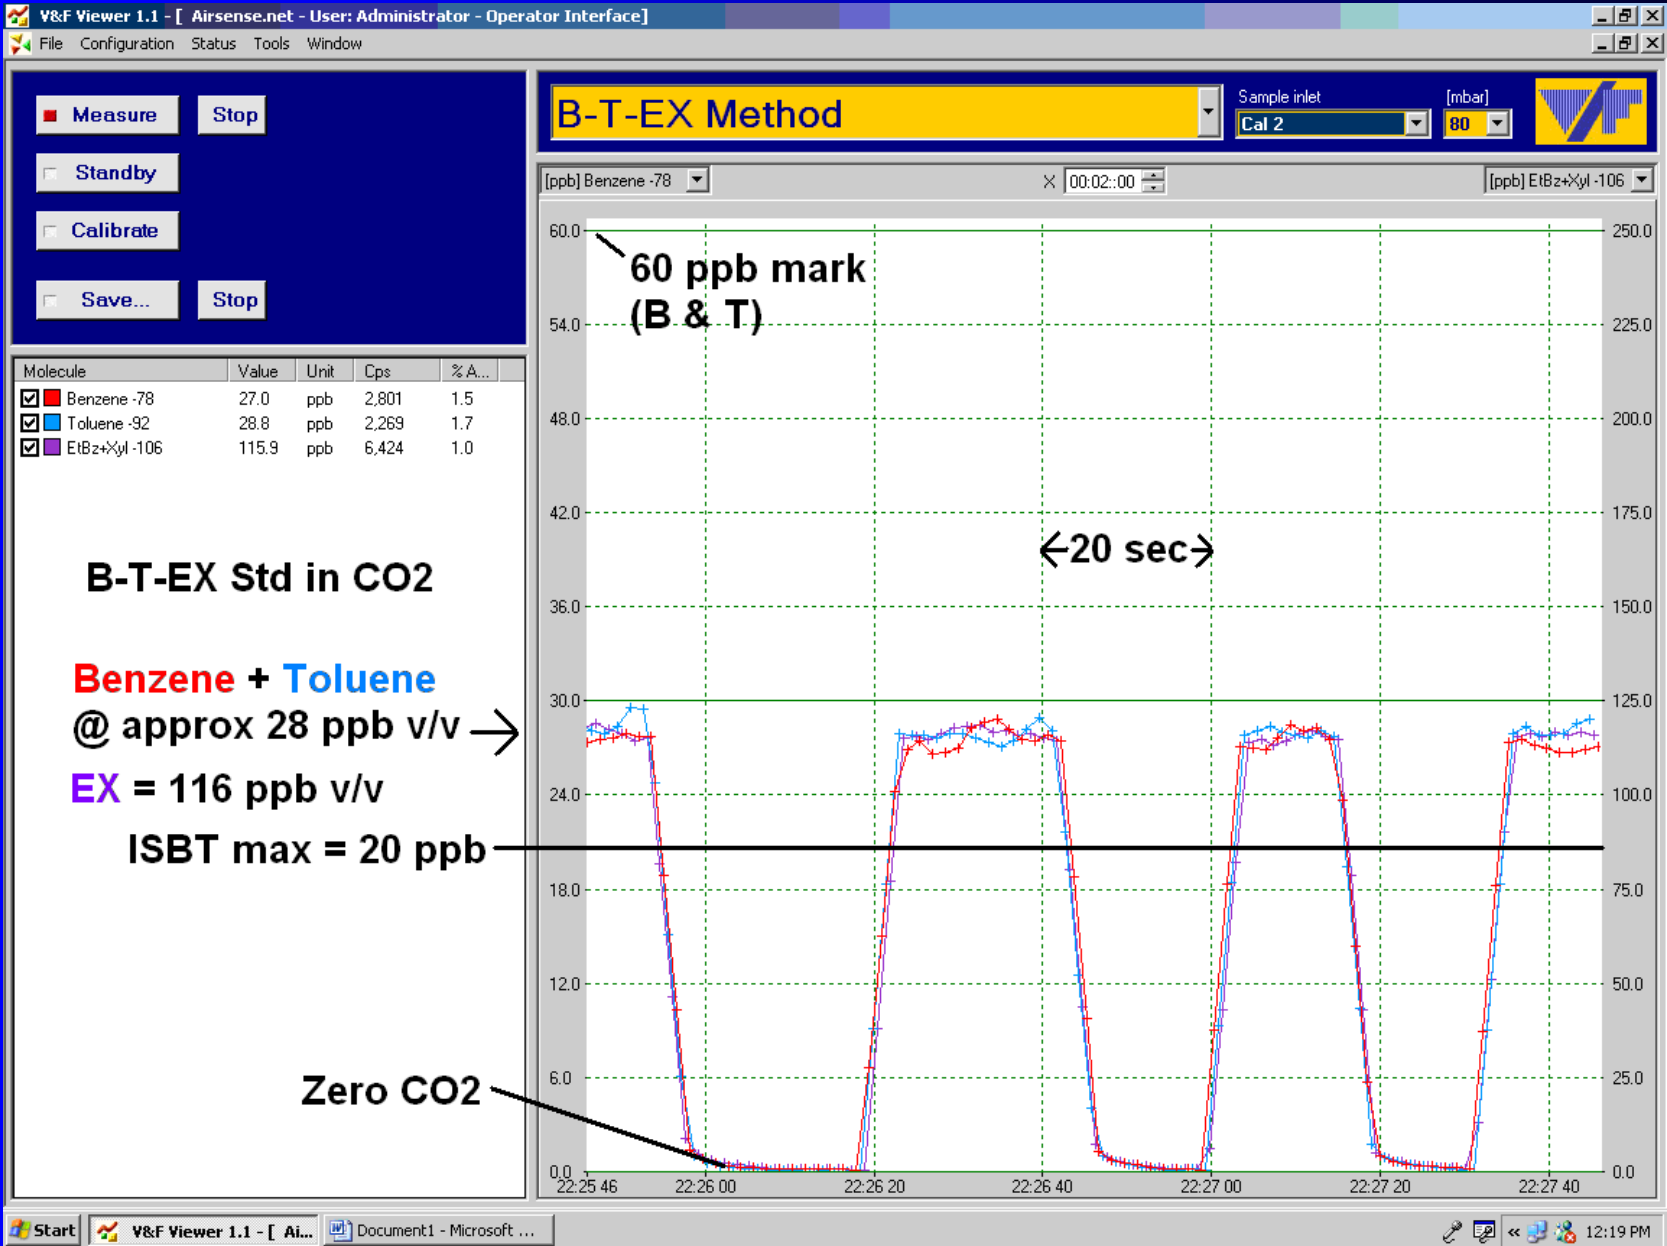 V&F Viewer 1.1 - [ Airsense.net - User: Administrator - Operator Interface]
File Configuration Status Tools Window
Measure Stop
Standby
Calibrate
Save... Stop
B-T-EX Method
Sample inlet
Cal 2
[mbar]
80
V/F
[ppb] Benzene -78
X 00:02::00
[ppb] EtBz+Xyl -106
Molecule Value Unit Cps % A...
Benzene -78 27.0 ppb 2,801 1.5
Toluene -92 28.8 ppb 2,269 1.7
EtBz+Xyl -106 115.9 ppb 6,424 1.0
B-T-EX Std in CO2
Benzene + Toluene
@ approx 28 ppb v/v
EX = 116 ppb v/v
ISBT max = 20 ppb
Zero CO2
60 ppb mark
(B & T)
20 sec
60.0 250.0
54.0 225.0
48.0 200.0
42.0 175.0
36.0 150.0
30.0 125.0
24.0 100.0
18.0 75.0
12.0 50.0
6.0 25.0
0.0 0.0
22:25 46 22:26 00 22:26 20 22:26 40 22:27 00 22:27 20 22:27 40
Start V&F Viewer 1.1 - [ Ai... Document1 - Microsoft ... « 12:19 PM